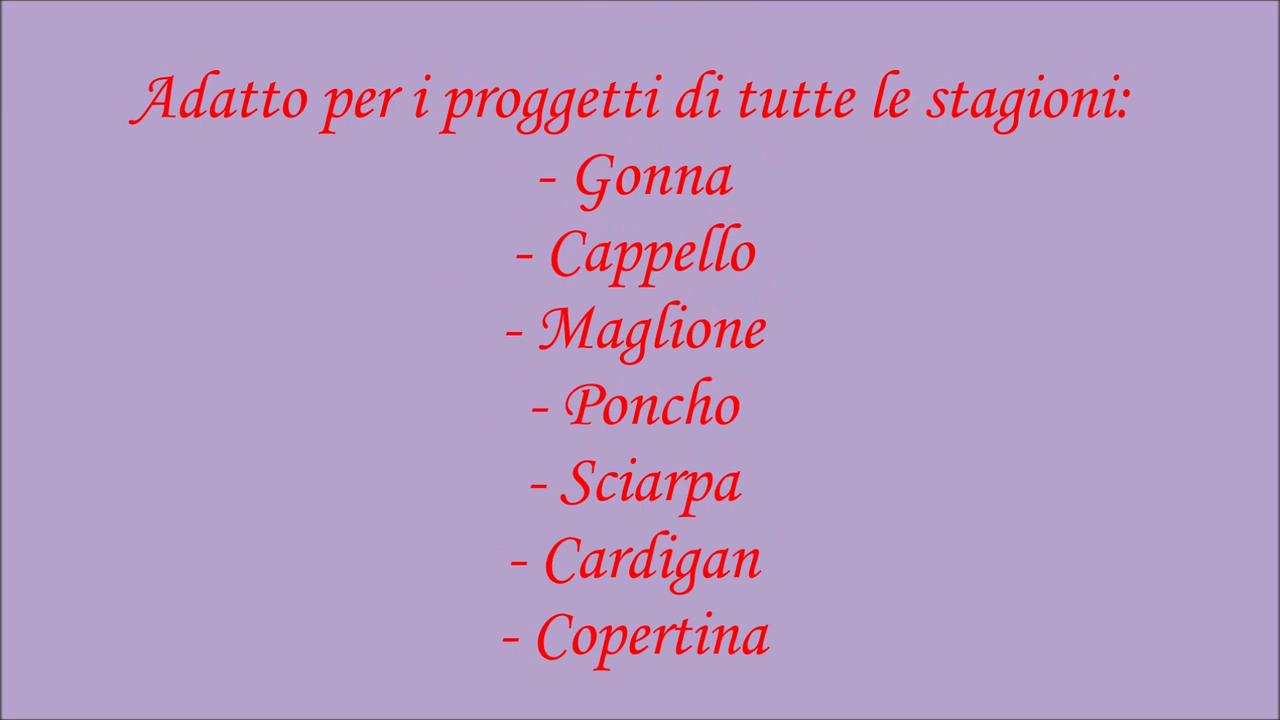 Adatto per i proggetti di tutte le stagioni:
- Gonna
- Cappello
- Maglione
- Poncho
- Sciarpa
- Cardigan
- Copertina